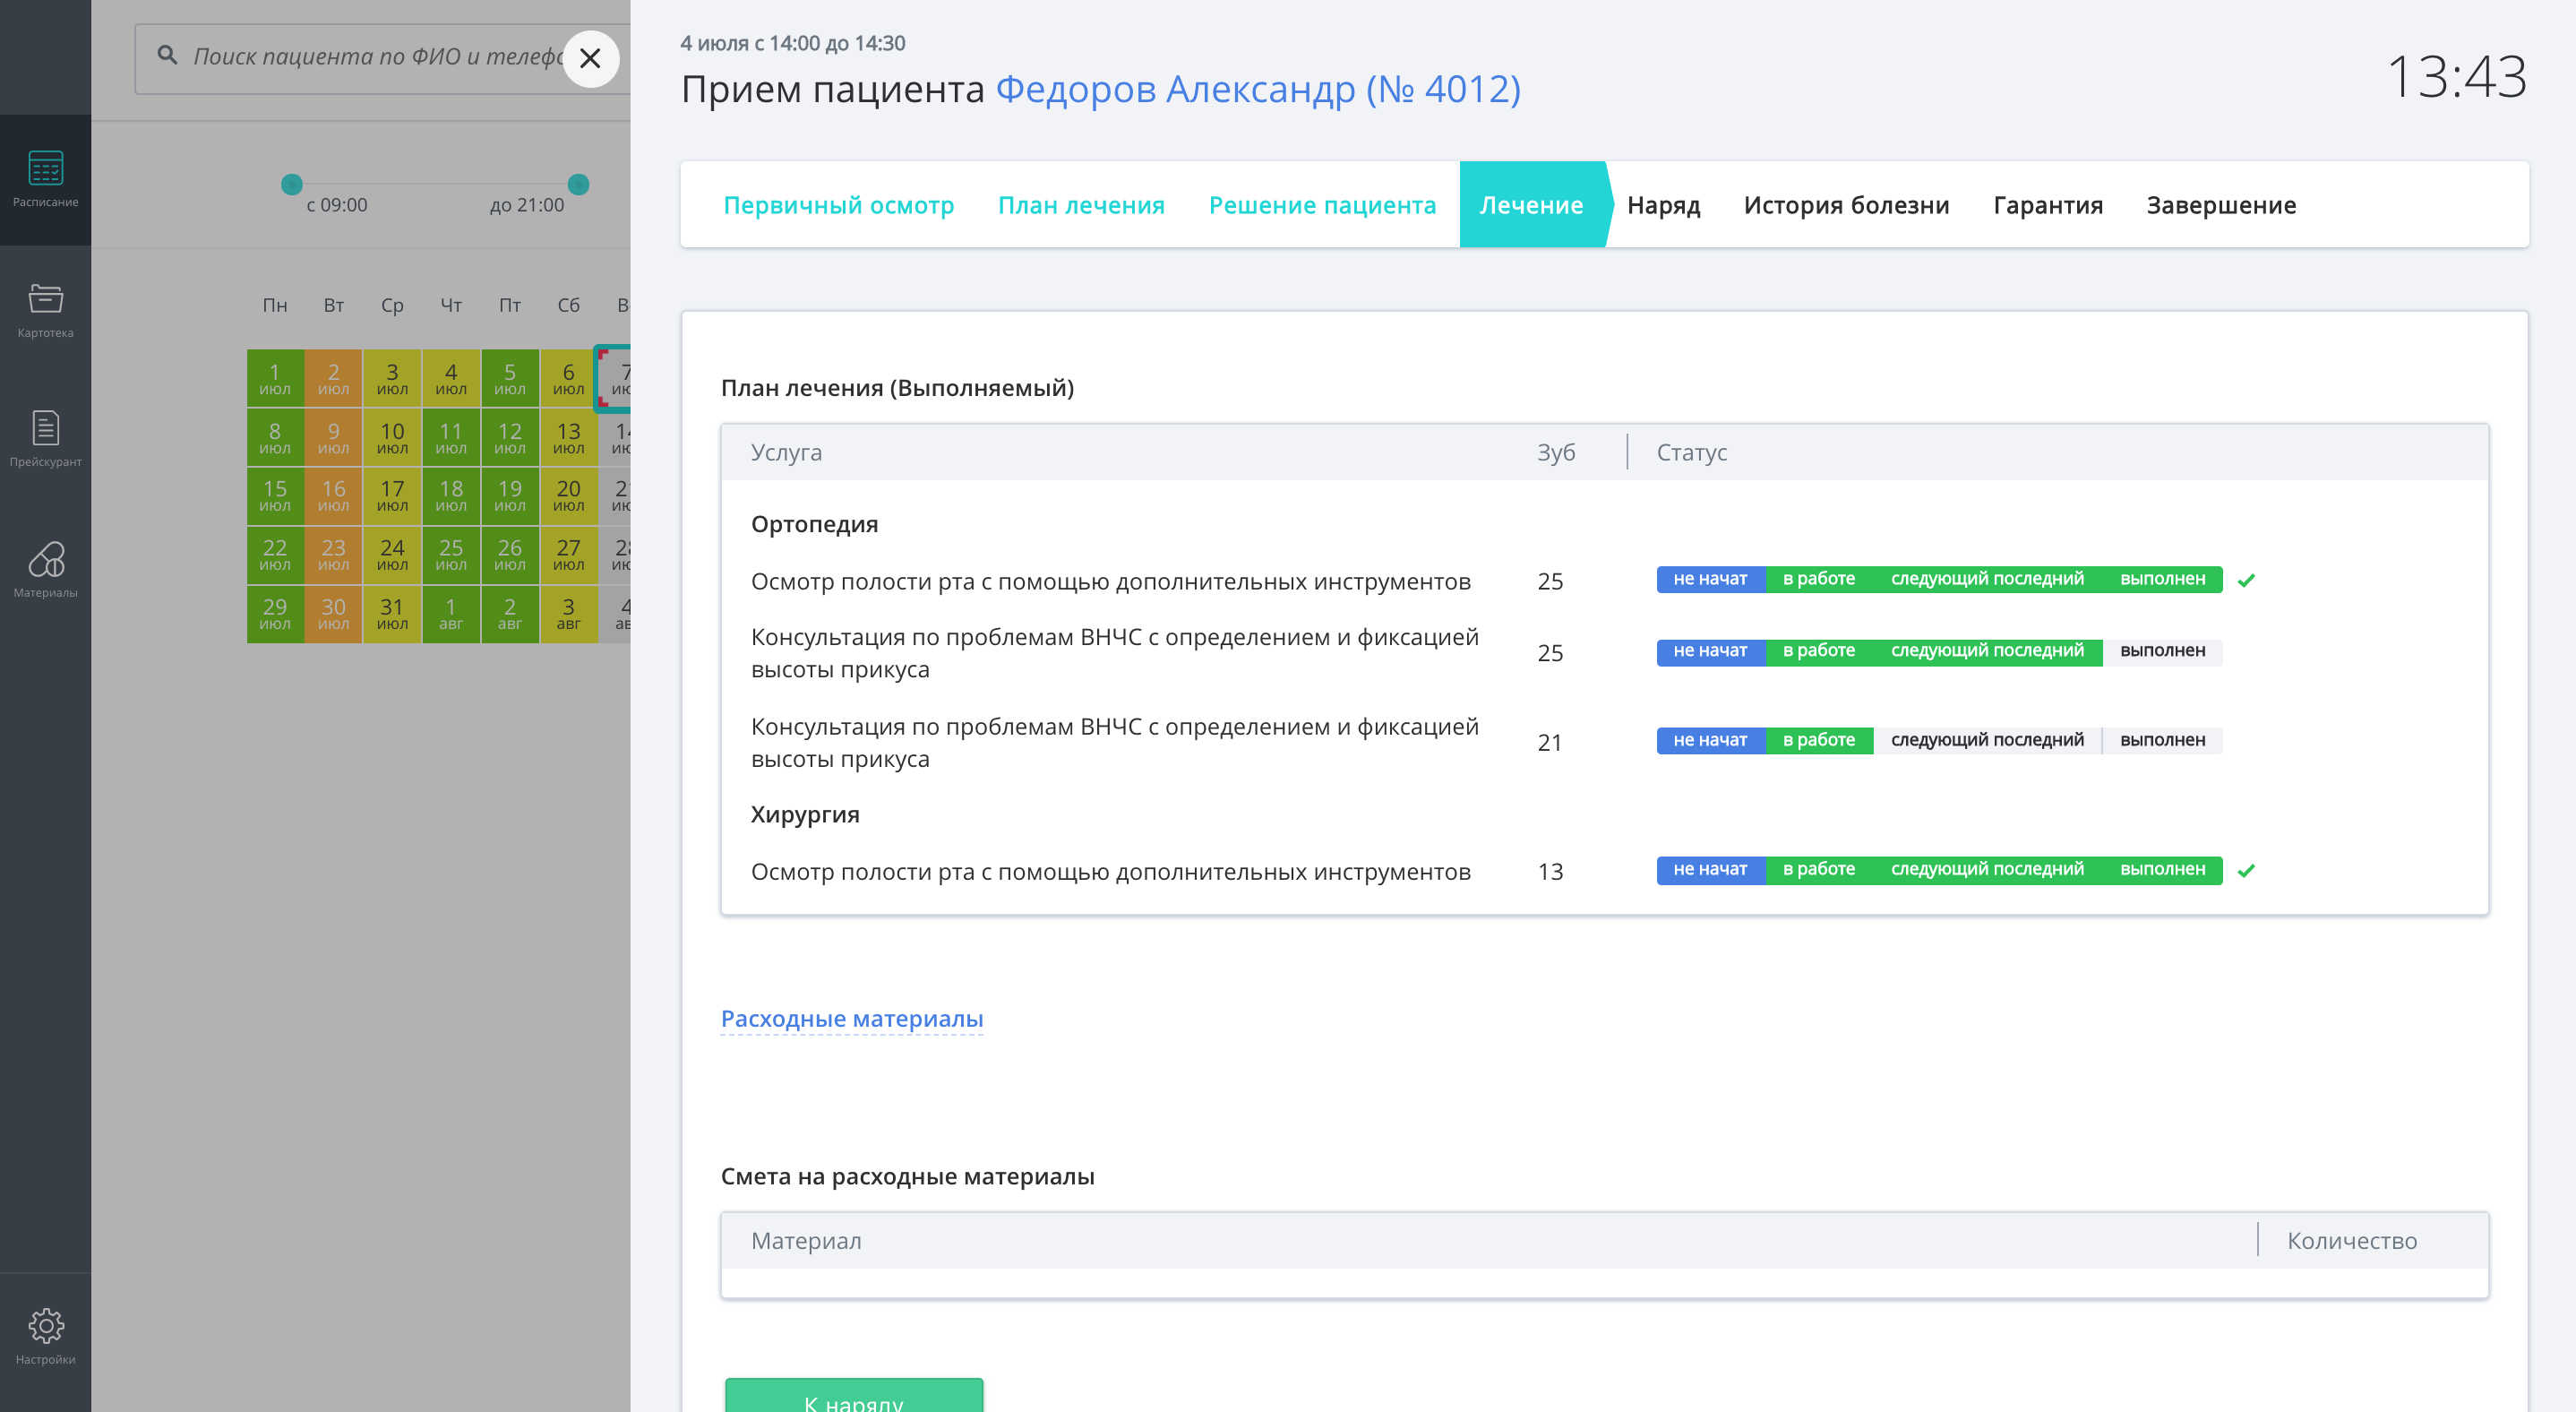 Расписание
Картотека
Прейскурант
Материалы
Настройки
Поиск пациента по ФИО и телефо
с 09:00 до 21:00
Пн Вт Ср Чт Пт Сб В
1 июл 2 июл 3 июл 4 июл 5 июл 6 июл 7
8 июл 9 июл 10 июл 11 июл 12 июл 13 июл
15 июл 16 июл 17 июл 18 июл 19 июл 20 июл
22 июл 23 июл 24 июл 25 июл 26 июл 27 июл
29 июл 30 июл 31 июл 1 авг 2 авг 3 авг 4
4 июля с 14:00 до 14:30
Прием пациента Федоров Александр (№ 4012)
13:43
Первичный осмотр План лечения Решение пациента Лечение Наряд История болезни Гарантия Завершение
План лечения (Выполняемый)
Услуга Зуб Статус
Ортопедия
Осмотр полости рта с помощью дополнительных инструментов 25 не начат в работе следующий последний выполнен
Консультация по проблемам ВНЧС с определением и фиксацией
высоты прикуса 25 не начат в работе следующий последний выполнен
Консультация по проблемам ВНЧС с определением и фиксацией
высоты прикуса 21 не начат в работе следующий последний выполнен
Хирургия
Осмотр полости рта с помощью дополнительных инструментов 13 не начат в работе следующий последний выполнен
Расходные материалы
Смета на расходные материалы
Материал Количество
К наряду